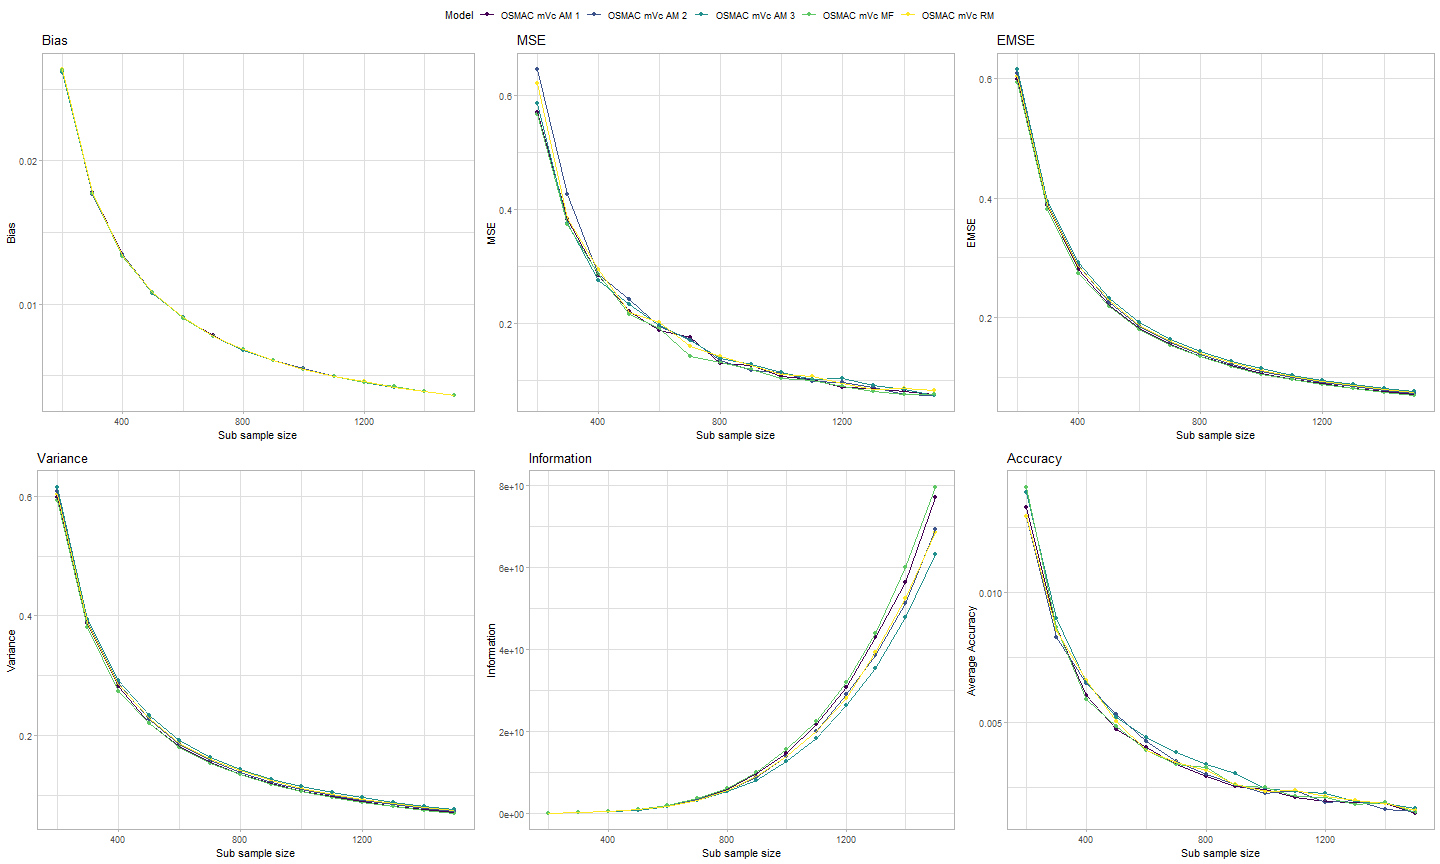 Model OSMAC mVc AM 1 OSMAC mVc AM 2 OSMAC mVc AM 3 OSMAC mVc MF OSMAC mVc RM
Bias
0.02
0.01
Bias
400
1200
Sub sample size
MSE
0.6
0.4
0.2
MSE
400
1200
Sub sample size
EMSE
0.6
0.4
0.2
EMSE
400
1200
Sub sample size
Variance
0.6
0.4
0.2
Variance
400
800
1200
Sub sample size
Information
8e+10
6e+10
4e+10
2e+10
0e+00
Information
400
800
1200
Sub sample size
Accuracy
0.010
0.005
Average Accuracy
400
800
1200
Sub sample size